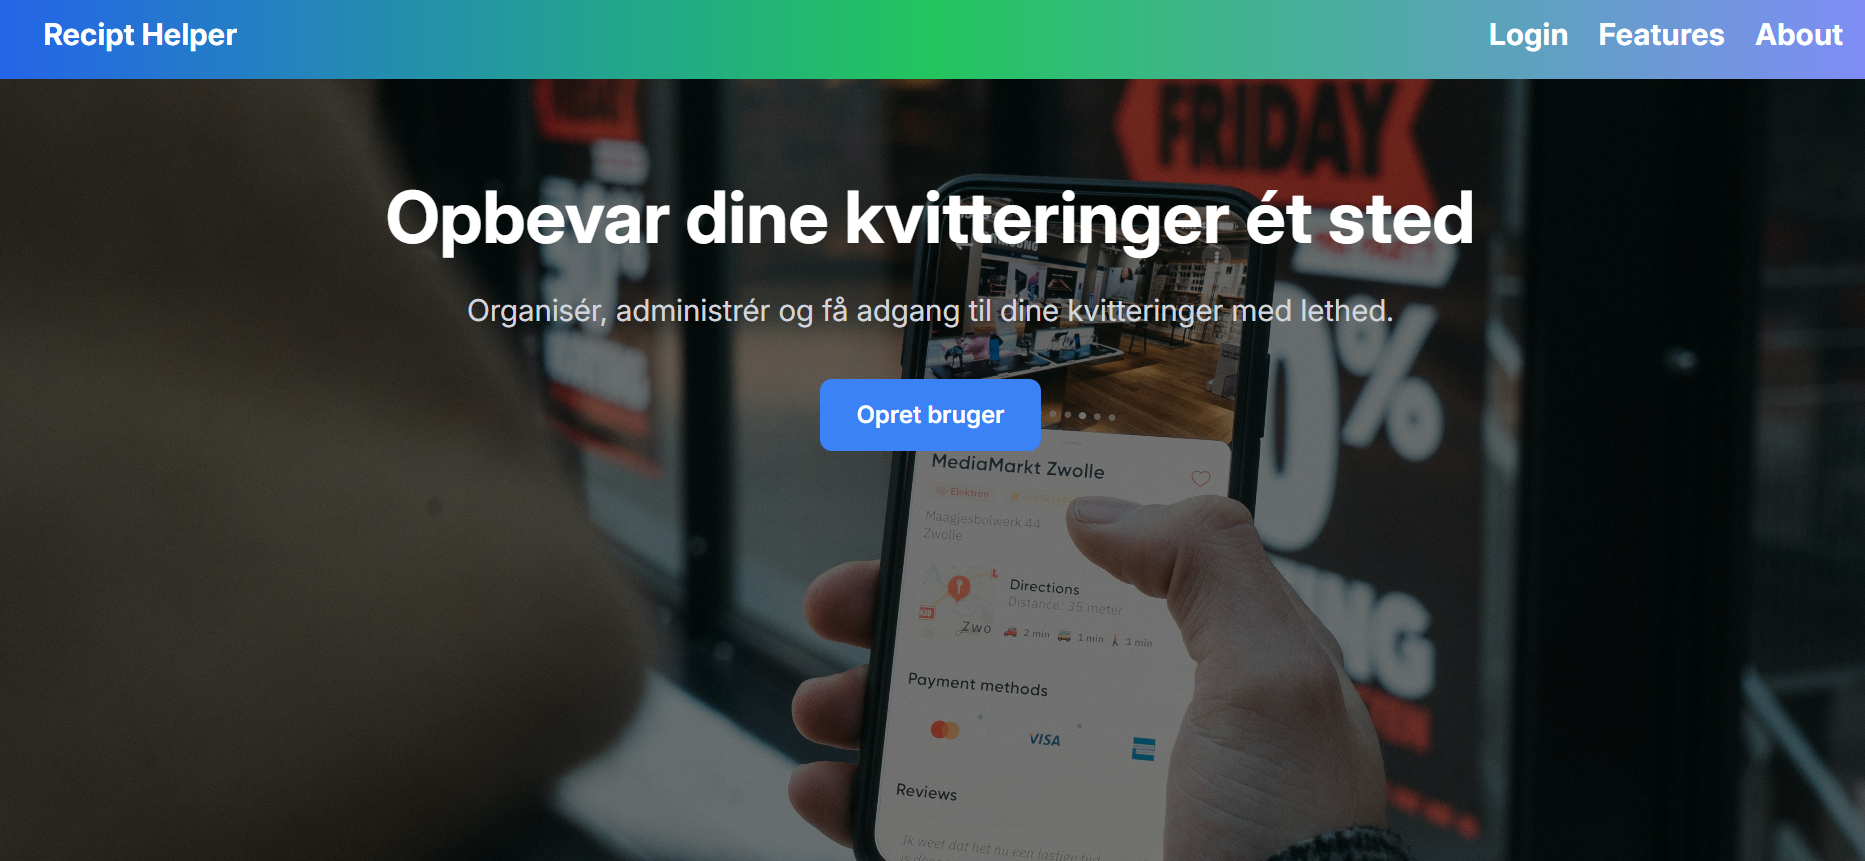 Recipt Helper
Login Features About
FRIDAY
Opbevar dine kvitteringer ét sted
Organisér, administrér og få adgang til dine kvitteringer med lethed.
0%
Opret bruger
MediaMarkt Zwolle
Elektron
Maagjesbolwerk 44
Zwolle
Directions
Distance: 35 meter
2 min 1 min 1 min
Payment methods
VISA
Reviews
Ik weet dat het nu een lastige tijd